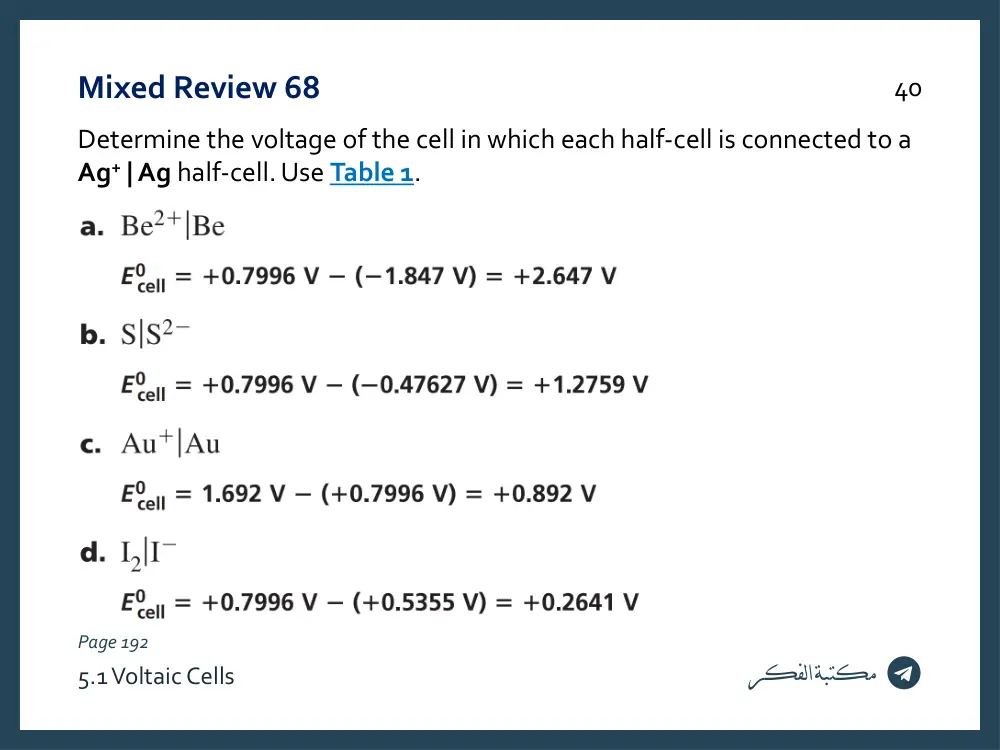 Mixed Review 68
40
Determine the voltage of the cell in which each half-cell is connected to a
Ag⁺ | Ag half-cell. Use Table 1.
a. Be²⁺|Be
E⁰cell = +0.7996 V − (−1.847 V) = +2.647 V
b. S|S²⁻
E⁰cell = +0.7996 V − (−0.47627 V) = +1.2759 V
c. Au⁺|Au
E⁰cell = 1.692 V − (+0.7996 V) = +0.892 V
d. I₂|I⁻
E⁰cell = +0.7996 V − (+0.5355 V) = +0.2641 V
Page 192
5.1 Voltaic Cells
مكتبة الفكر